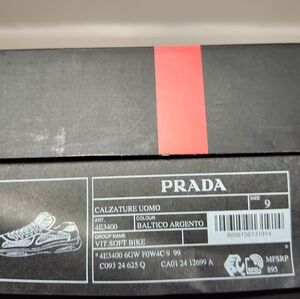 PRADA
SIZE
9
CALZATURE UOMO
ART.
COLOUR
4E3400
BALTICO ARGENTO
GROUP NAME
VIT.SOFT BIKE
*4E3400 6GW F0W4C 9 99
C093 24 625 Q
CA01 24 12699 A
8056156131914
MFSRP
895